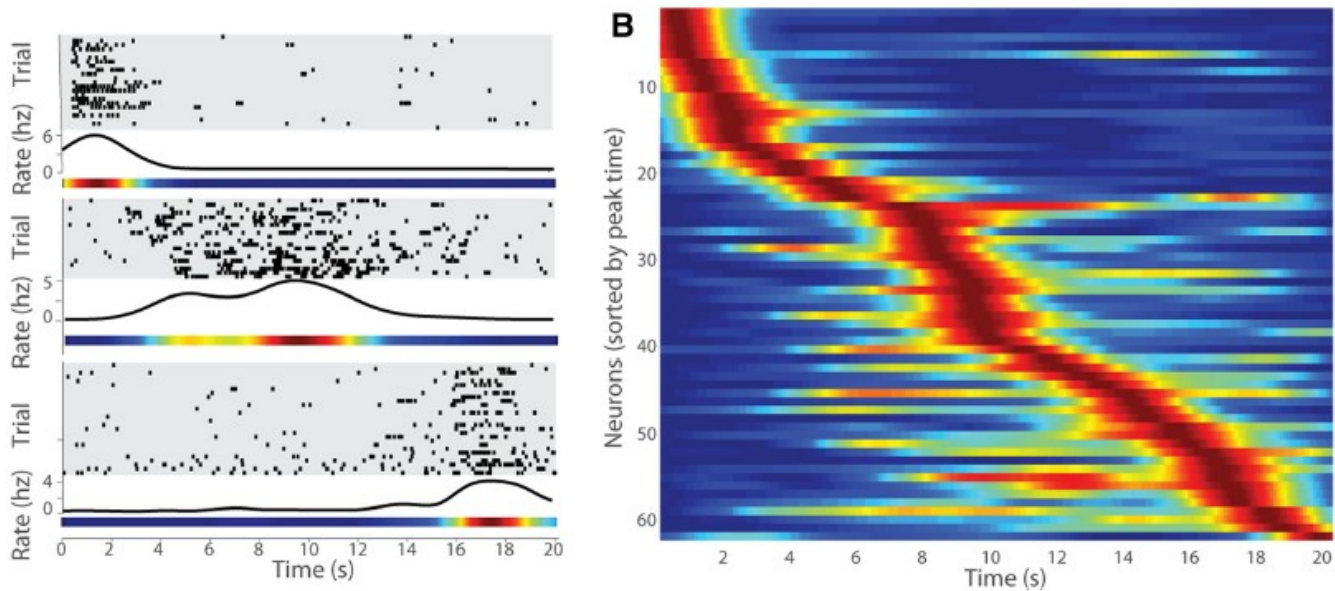 Trial
Rate (hz)
6
0
Trial
Rate (hz)
5
0
Trial
Rate (hz)
4
0
0 2 4 6 8 10 12 14 16 18 20
Time (s)
B
Neurons (sorted by peak time)
10
20
30
40
50
60
2 4 6 8 10 12 14 16 18 20
Time (s)